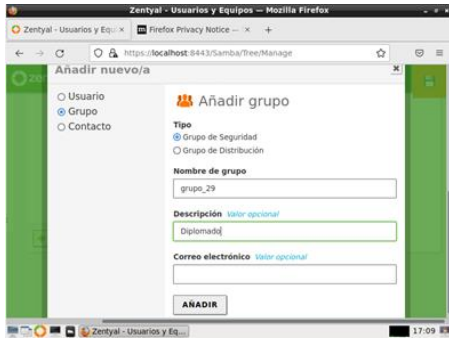 Zentyal - Usuarios y Equipos — Mozilla Firefox
Zentyal - Usuarios y Equ
Firefox Privacy Notice —
https://localhost:8443/Samba/Tree/Manage
Añadir nuevo/a
Usuario
Grupo
Contacto
Añadir grupo
Tipo
Grupo de Seguridad
Grupo de Distribución
Nombre de grupo
grupo_29
Descripción Valor opcional
Diplomado
Correo electrónico Valor opcional
AÑADIR
Zentyal - Usuarios y Eq...
17:09